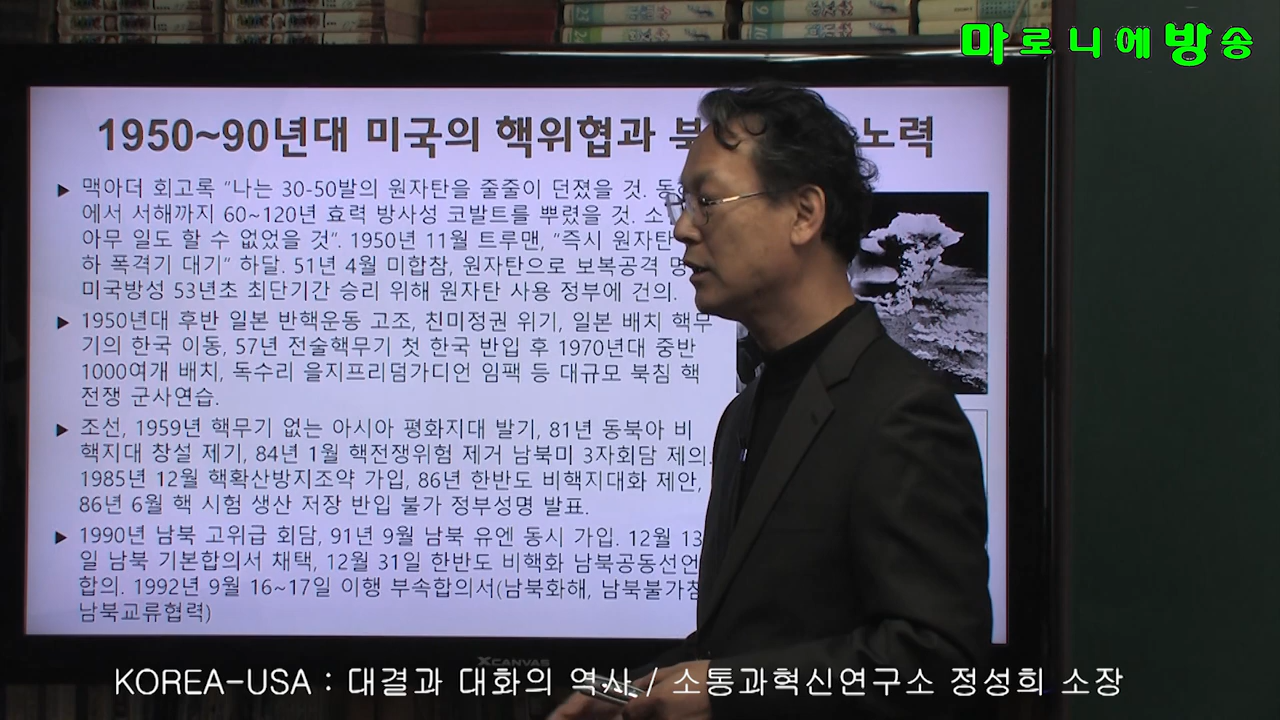 마로니에방송
1950~90년대 미국의 핵위협과 북 노력
▶ 맥아더 회고록 "나는 30-50발의 원자탄을 줄줄이 던졌을 것. 동해
에서 서해까지 60~120년 효력 방사성 코발트를 뿌렸을 것. 소련은
아무 일도 할 수 없었을 것". 1950년 11월 트루먼, "즉시 원자탄
하 폭격기 대기" 하달. 51년 4월 미합참, 원자탄으로 보복공격 명
미국방성 53년초 최단기간 승리 위해 원자탄 사용 정부에 건의.
▶ 1950년대 후반 일본 반핵운동 고조, 친미정권 위기, 일본 배치 핵무
기의 한국 이동, 57년 전술핵무기 첫 한국 반입 후 1970년대 중반
1000여개 배치, 독수리 을지프리덤가디언 임팩 등 대규모 북침 핵
전쟁 군사연습.
▶ 조선, 1959년 핵무기 없는 아시아 평화지대 발기, 81년 동북아 비
핵지대 창설 제기, 84년 1월 핵전쟁위험 제거 남북미 3자회담 제의.
1985년 12월 핵확산방지조약 가입, 86년 한반도 비핵지대화 제안,
86년 6월 핵 시험 생산 저장 반입 불가 정부성명 발표.
▶ 1990년 남북 고위급 회담, 91년 9월 남북 유엔 동시 가입. 12월 13
일 남북 기본합의서 채택, 12월 31일 한반도 비핵화 남북공동선언
합의. 1992년 9월 16~17일 이행 부속합의서(남북화해, 남북불가침
남북교류협력)
XCANVAS
KOREA-USA : 대결과 대화의 역사 / 소통과혁신연구소 정성희 소장